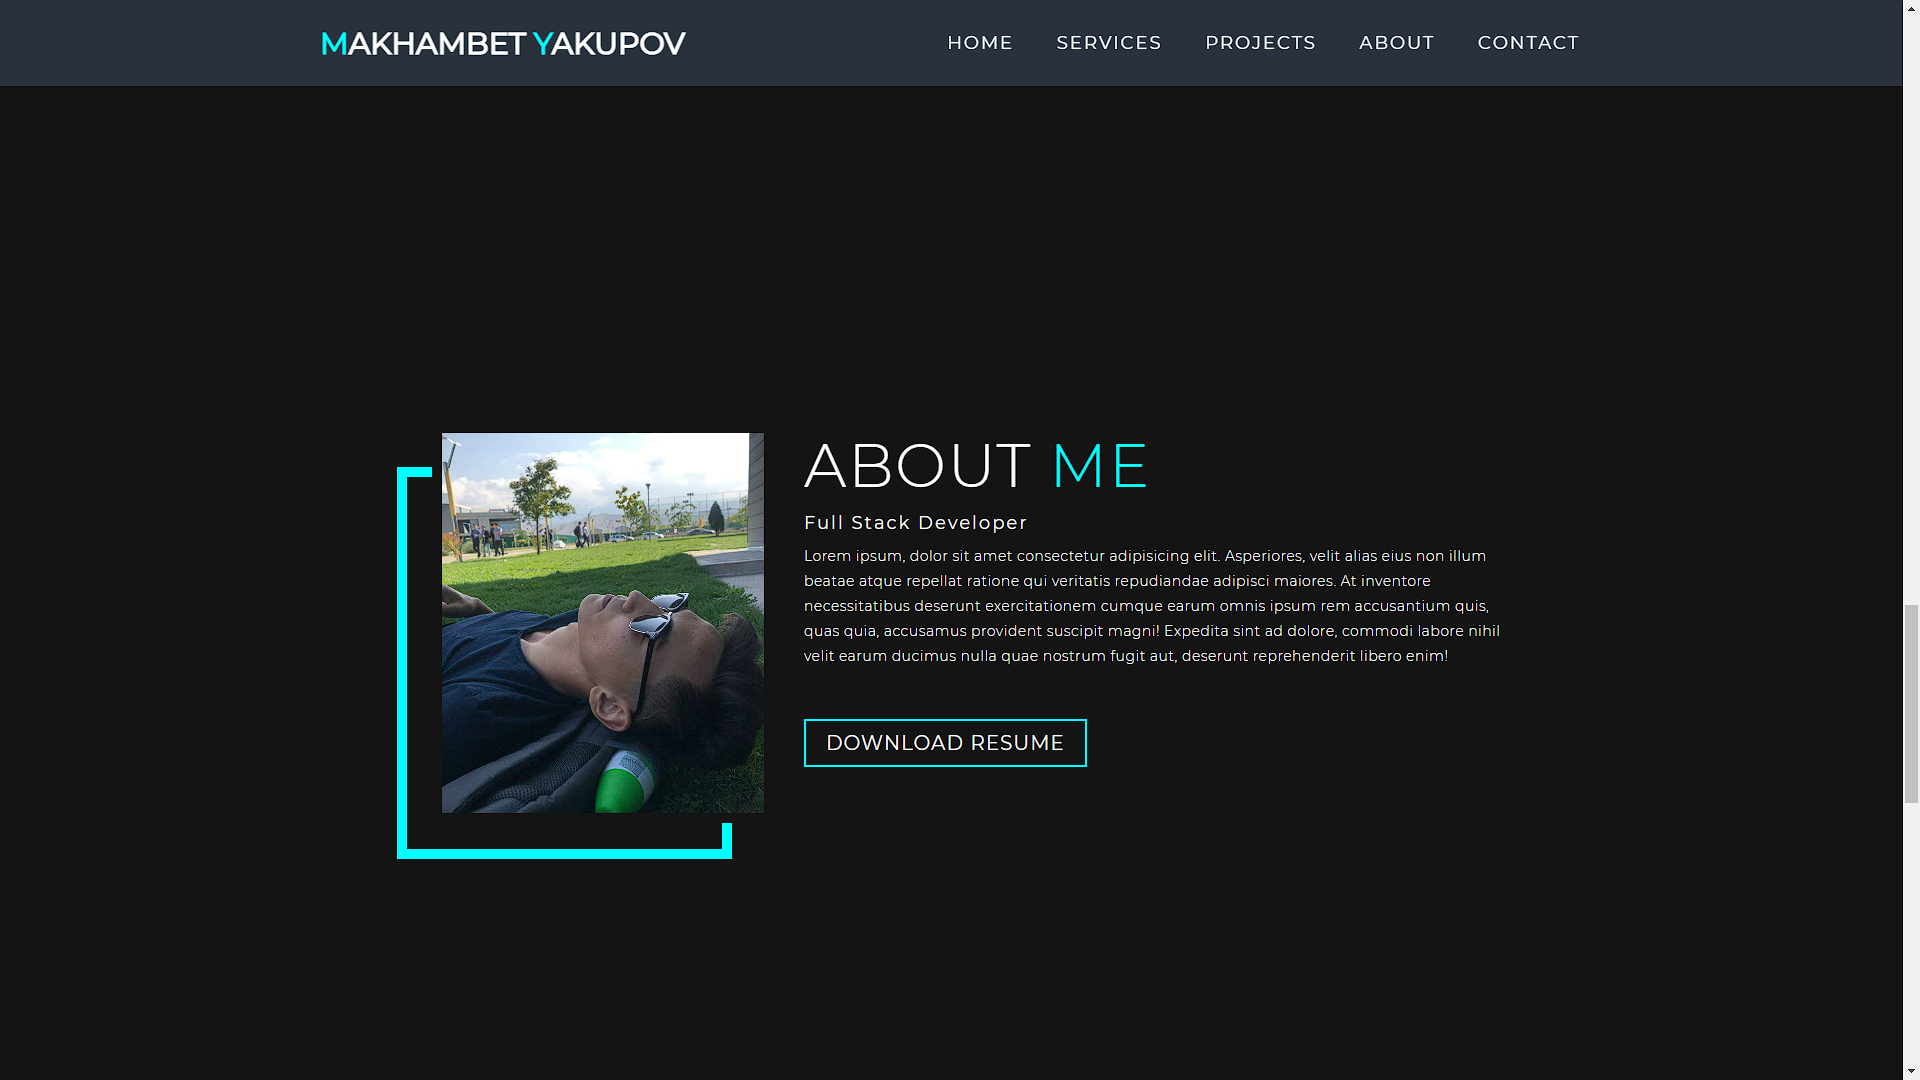 MAKHAMBET YAKUPOV
HOME SERVICES PROJECTS ABOUT CONTACT
ABOUT ME
Full Stack Developer
Lorem ipsum, dolor sit amet consectetur adipisicing elit. Asperiores, velit alias eius non illum
beatae atque repellat ratione qui veritatis repudiandae adipisci maiores. At inventore
necessitatibus deserunt exercitationem cumque earum omnis ipsum rem accusantium quis,
quas quia, accusamus provident suscipit magni! Expedita sint ad dolore, commodi labore nihil
velit earum ducimus nulla quae nostrum fugit aut, deserunt reprehenderit libero enim!
DOWNLOAD RESUME